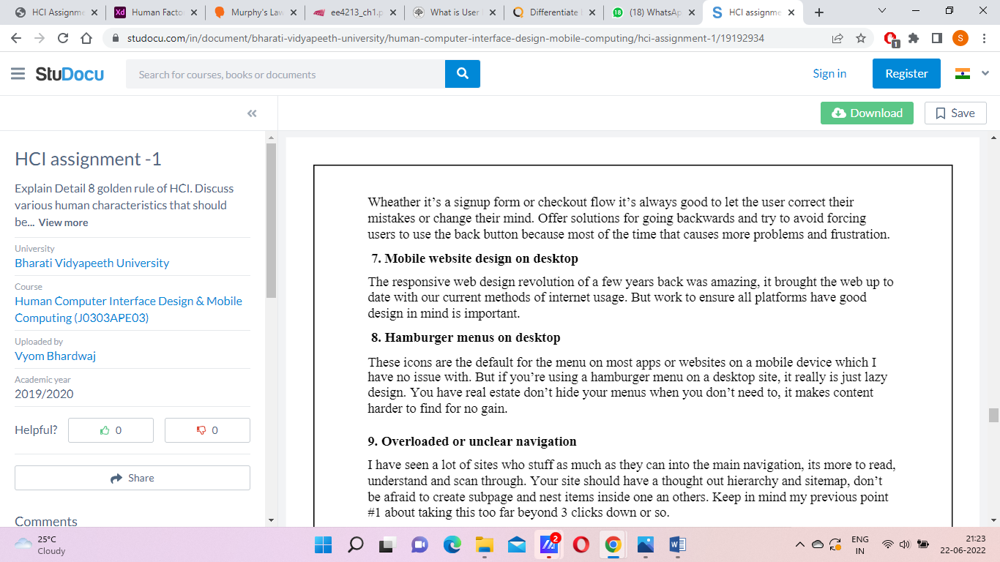 HCI Assignme
Human Facto
Murphy's Law
ee4213_ch1.p
What is User
Differentiate
(18) WhatsAp
HCI assignme
studocu.com/in/document/bharati-vidyapeeth-university/human-computer-interface-design-mobile-computing/hci-assignment-1/19192934
1
S
StuDocu
Search for courses, books or documents
Sign in
Register
Download
Save
HCI assignment -1
Explain Detail 8 golden rule of HCI. Discuss
various human characteristics that should
be... View more
University
Bharati Vidyapeeth University
Course
Human Computer Interface Design & Mobile
Computing (J0303APE03)
Uploaded by
Vyom Bhardwaj
Academic year
2019/2020
Helpful?
0
0
Share
Comments
Wheather it's a signup form or checkout flow it's always good to let the user correct their
mistakes or change their mind. Offer solutions for going backwards and try to avoid forcing
users to use the back button because most of the time that causes more problems and frustration.
7. Mobile website design on desktop
The responsive web design revolution of a few years back was amazing, it brought the web up to
date with our current methods of internet usage. But work to ensure all platforms have good
design in mind is important.
8. Hamburger menus on desktop
These icons are the default for the menu on most apps or websites on a mobile device which I
have no issue with. But if you're using a hamburger menu on a desktop site, it really is just lazy
design. You have real estate don't hide your menus when you don't need to, it makes content
harder to find for no gain.
9. Overloaded or unclear navigation
I have seen a lot of sites who stuff as much as they can into the main navigation, its more to read,
understand and scan through. Your site should have a thought out hierarchy and sitemap, don't
be afraid to create subpage and nest items inside one an others. Keep in mind my previous point
#1 about taking this too far beyond 3 clicks down or so.
25°C
Cloudy
2
ENG
IN
21:23
22-06-2022